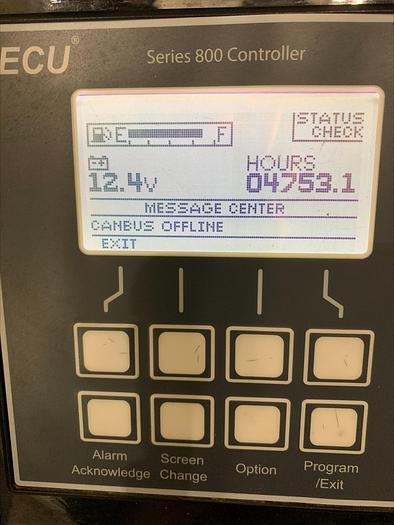 ECU®
Series 800 Controller
E F
STATUS
CHECK
12.4V
HOURS
04753.1
MESSAGE CENTER
CANBUS OFFLINE
EXIT
Alarm
Acknowledge
Screen
Change
Option
Program
/Exit